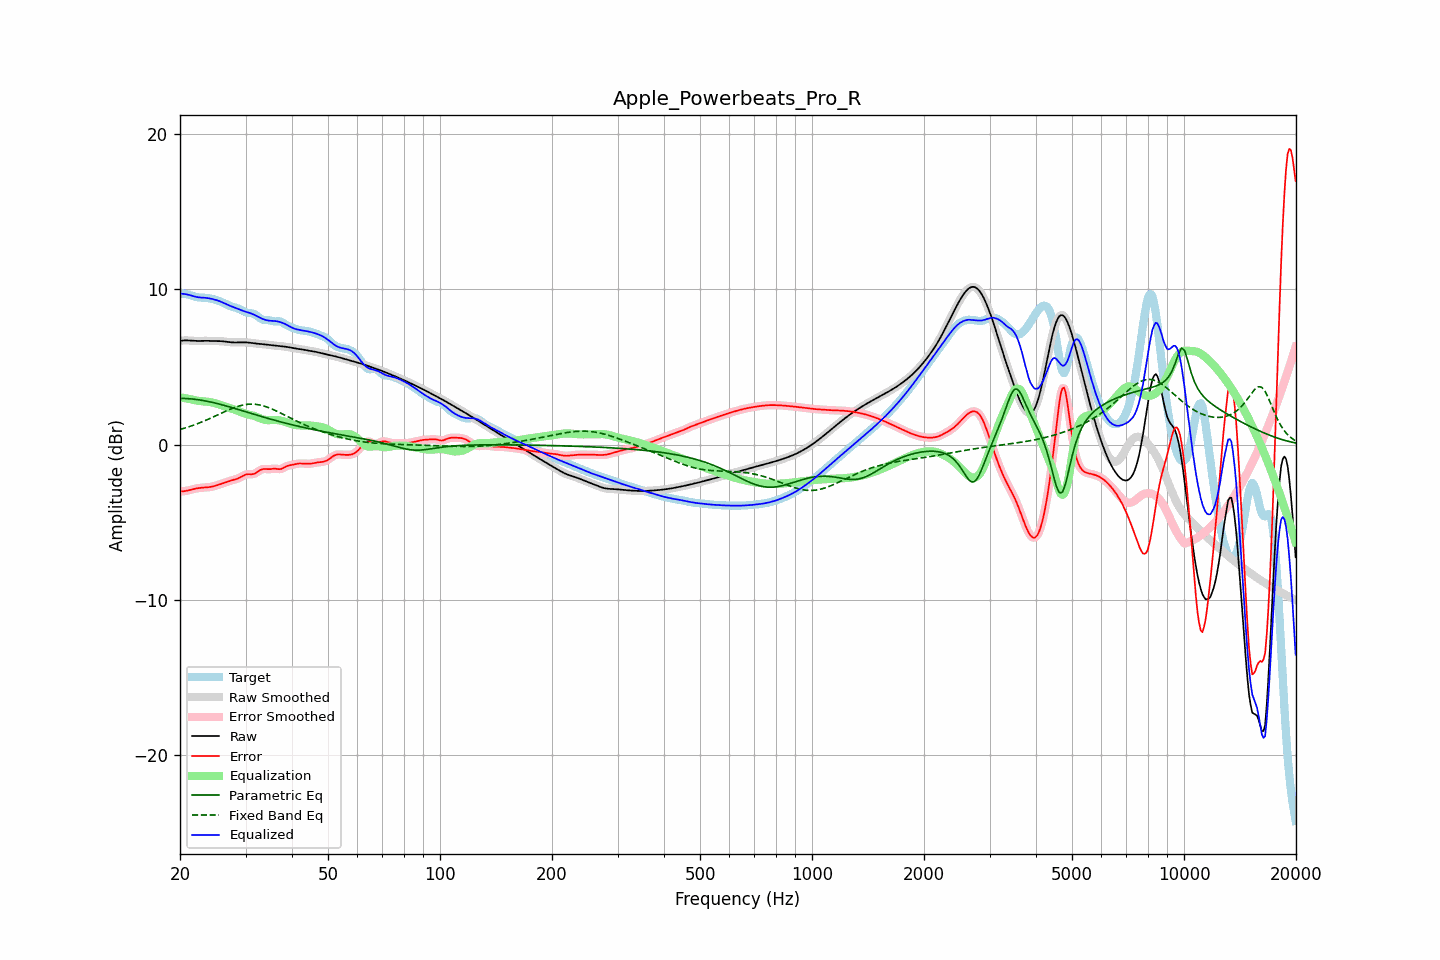 Apple_Powerbeats_Pro_R
Amplitude (dBr)
20
10
0
−10
−20
Target
Raw Smoothed
Error Smoothed
Raw
Error
Equalization
Parametric Eq
Fixed Band Eq
Equalized
20 50 100 200 500 1000 2000 5000 10000 20000
Frequency (Hz)